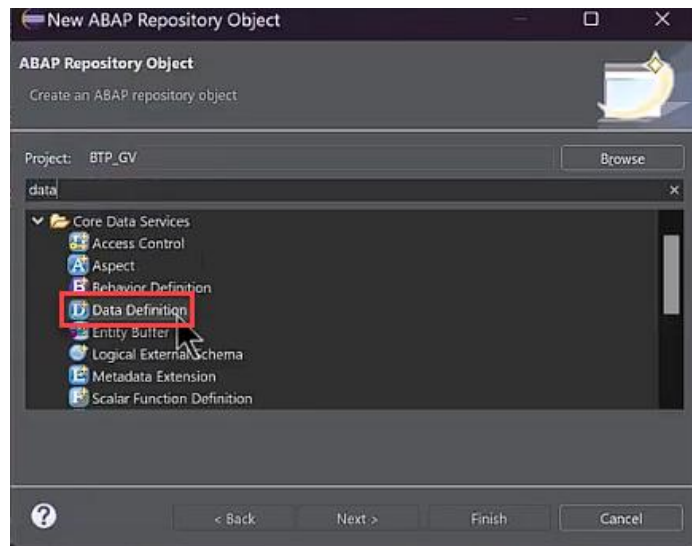 New ABAP Repository Object
ABAP Repository Object
Create an ABAP repository object
Project: BTP_GV Browse
data
Core Data Services
Access Control
Aspect
Behavior Definition
Data Definition
Entity Buffer
Logical External Schema
Metadata Extension
Scalar Function Definition
< Back Next > Finish Cancel